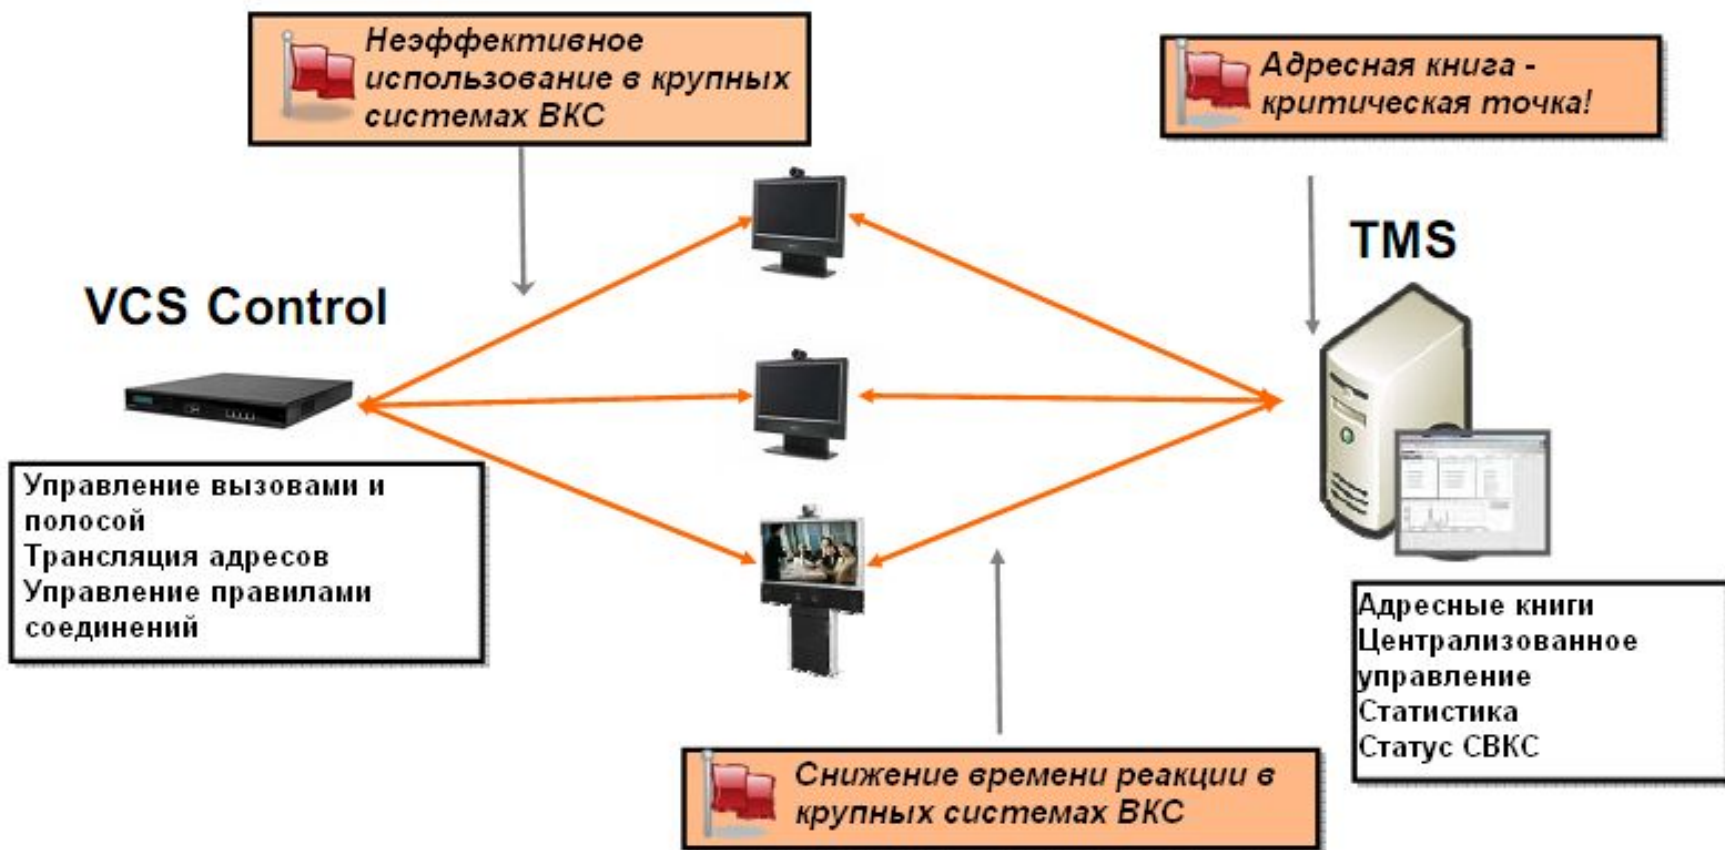 Неэффективное
использование в крупных
системах ВКС
Адресная книга -
критическая точка!
TMS
VCS Control
Управление вызовами и
полосой
Трансляция адресов
Управление правилами
соединений
Адресные книги
Централизованное
управление
Статистика
Статус СВКС
Снижение времени реакции в
крупных системах ВКС